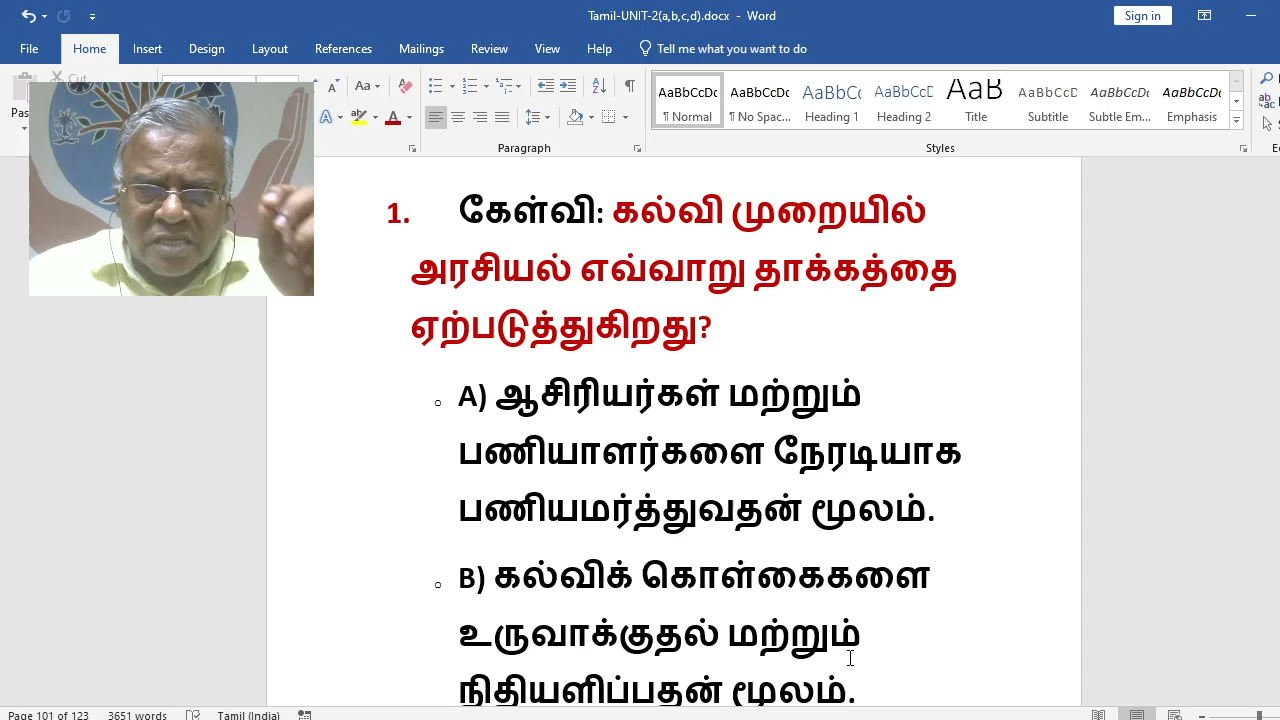 Tamil-UNIT-2(a,b,c,d).docx - Word
Sign in
File Home Insert Design Layout References Mailings Review View Help Tell me what you want to do
Cut
Aa
AaBbCcDc AaBbCcDc AaBbCc AaBbCcC AaB AaBbCcD AaBbCcDc AaBbCcDc
¶ Normal ¶ No Spac... Heading 1 Heading 2 Title Subtitle Subtle Em... Emphasis
Paragraph Styles
1. கேள்வி: கல்வி முறையில்
அரசியல் எவ்வாறு தாக்கத்தை
ஏற்படுத்துகிறது?
A) ஆசிரியர்கள் மற்றும்
பணியாளர்களை நேரடியாக
பணியமர்த்துவதன் மூலம்.
B) கல்விக் கொள்கைகளை
உருவாக்குதல் மற்றும்
நிதியளிப்பதன் மூலம்.
Page 101 of 123 3651 words Tamil (India)